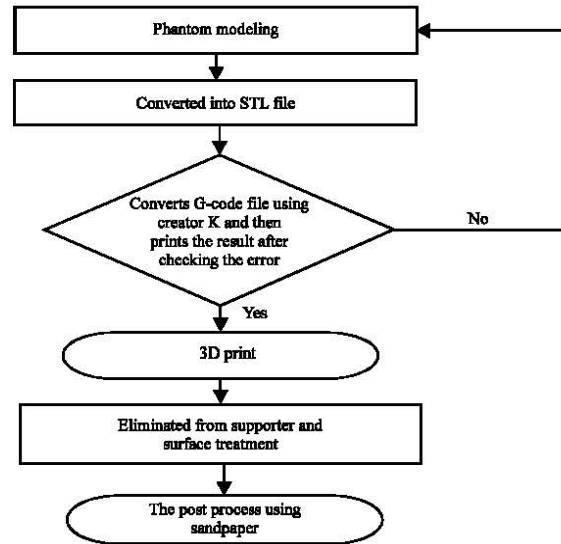 Phantom modeling
Converted into STL file
Converts G-code file using
creator K and then
prints the result after
checking the error
No
Yes
3D print
Eliminated from supporter and
surface treatment
The post process using
sandpaper